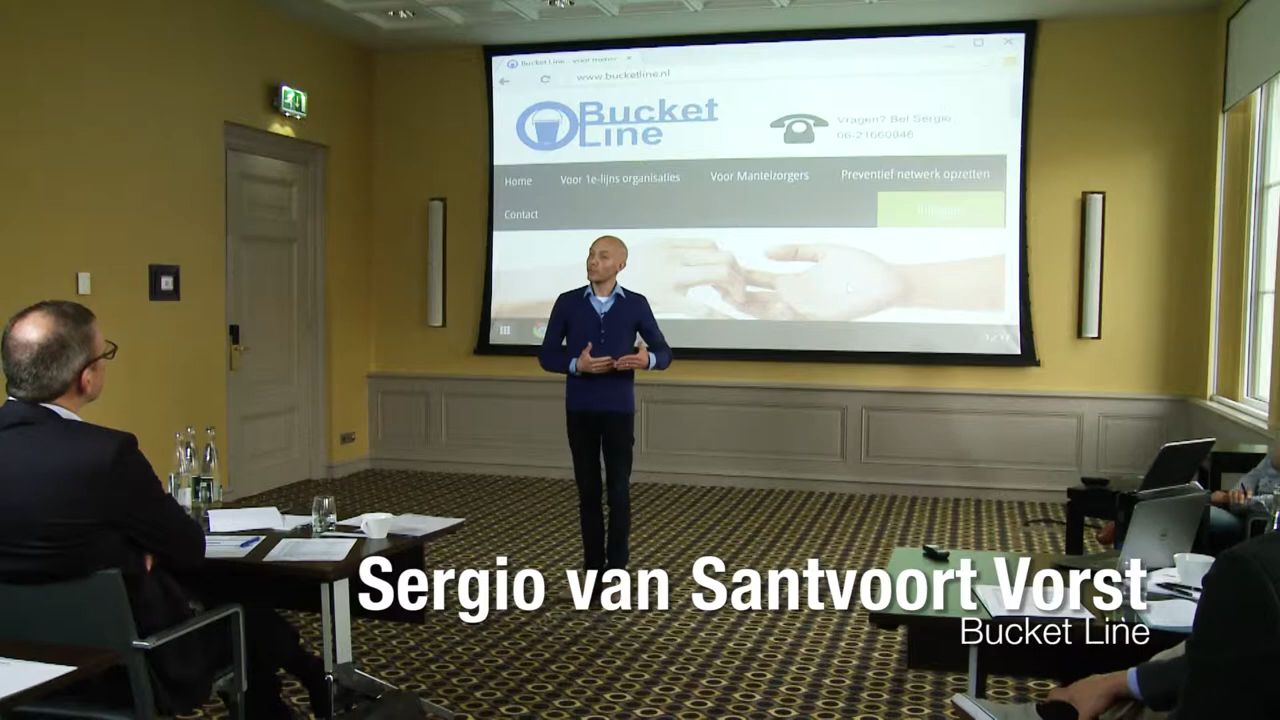 Bucket Line - voor mantel
www.bucketline.nl
Bucket
Line
Vragen? Bel Sergio
06-21660846
Home
Voor 1e-lijns organisaties
Voor Mantelzorgers
Preventief netwerk opzetten
Contact
Sergio van Santvoort Vorst
Bucket Line